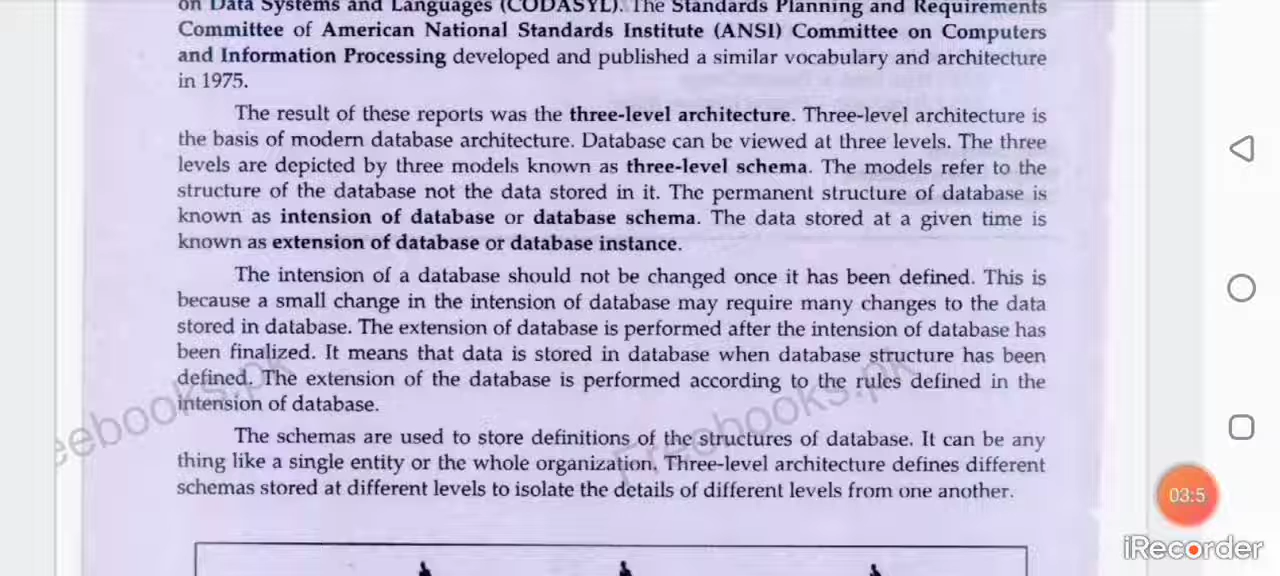 on Data Systems and Languages (CODASYL). The Standards Planning and Requirements
Committee of American National Standards Institute (ANSI) Committee on Computers
and Information Processing developed and published a similar vocabulary and architecture
in 1975.
The result of these reports was the three-level architecture. Three-level architecture is
the basis of modern database architecture. Database can be viewed at three levels. The three
levels are depicted by three models known as three-level schema. The models refer to the
structure of the database not the data stored in it. The permanent structure of database is
known as intension of database or database schema. The data stored at a given time is
known as extension of database or database instance.
The intension of a database should not be changed once it has been defined. This is
because a small change in the intension of database may require many changes to the data
stored in database. The extension of database is performed after the intension of database has
been finalized. It means that data is stored in database when database structure has been
defined. The extension of the database is performed according to the rules defined in the
intension of database.
The schemas are used to store definitions of the structures of database. It can be any
thing like a single entity or the whole organization. Three-level architecture defines different
schemas stored at different levels to isolate the details of different levels from one another.
eebooks.pk
Freebooks.pk
03:5
iRecorder